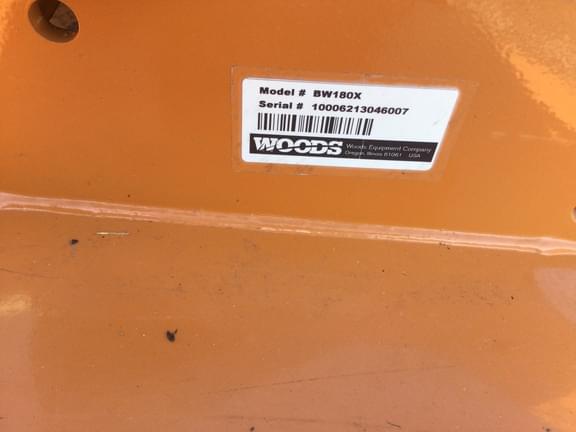 Model # BW180X
Serial # 10006213046007
WOODS Woods Equipment Company
Oregon, Illinois 61061 USA